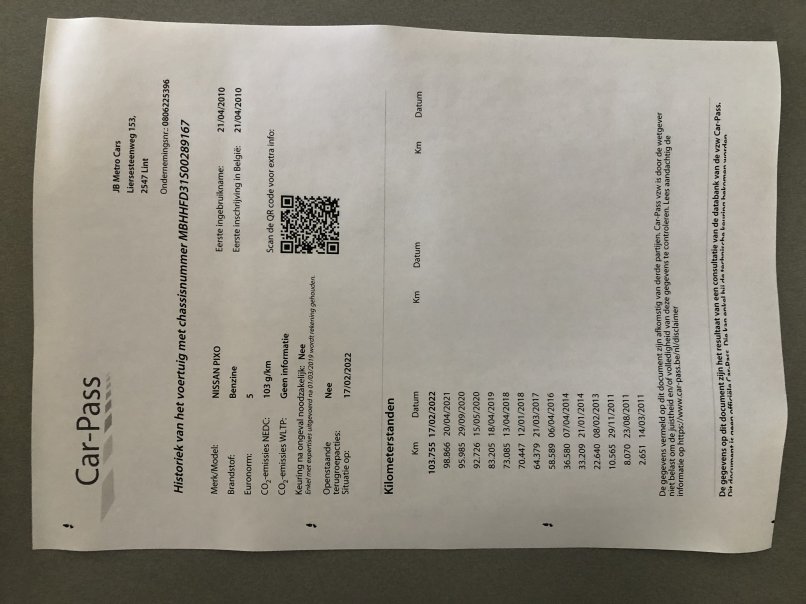 Car-Pass
JB Metro Cars
Liersesteenweg 153,
2547 Lint
Ondernemingsnr.: 0806225396
Historiek van het voertuig met chassisnummer MBHHFD31S00289167
Merk/Model: NISSAN PIXO
Brandstof: Benzine
Euronorm: 5
CO2-emissies NEDC: 103 g/km
CO2-emissies WLTP: Geen informatie
Keuring na ongeval noodzakelijk: Nee
Enkel met expertises uitgevoerd na 01/03/2019 wordt rekening gehouden.
Openstaande Nee
terugroepacties:
Situatie op: 17/02/2022
Eerste ingebruikname: 21/04/2010
Eerste inschrijving in België: 21/04/2010
Scan de QR code voor extra info:
Kilometerstanden
Km Datum Km Datum Km Datum
103.755 17/02/2022
98.866 20/04/2021
95.985 29/09/2020
92.726 15/05/2020
83.205 18/04/2019
73.085 13/04/2018
70.447 12/01/2018
64.379 21/03/2017
58.589 06/04/2016
36.580 07/04/2014
33.209 21/01/2014
22.640 08/02/2013
10.565 29/11/2011
8.070 23/08/2011
2.651 14/03/2011
De gegevens vermeld op dit document zijn afkomstig van derde partijen. Car-Pass vzw is door de wetgever
niet belast om de juistheid en/of volledigheid van deze gegevens te controleren. Lees aandachtig de
informatie op https://www.car-pass.be/nl/disclaimer
De gegevens op dit document zijn het resultaat van een consultatie van de databank van de vzw Car-Pass.
Dit document is geen officiële Car-Pass. Die kan enkel bij de technische keuring bekomen worden.